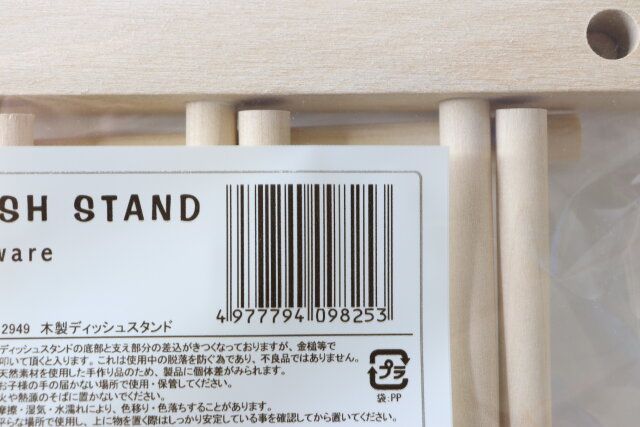 SH STAND
ware
4 977794 098253
2949 木製ディッシュスタンド
ディッシュスタンドの底部と支え部分の差込がきつくなっておりますが、金槌等で
叩いて頂くと入ります。これは使用中の脱落を防ぐ為であり、不良品ではありません。
天然素材を使用した手作り品のため、製品に個体差がみられます。
お子様の手の届かない場所で使用・保管してください。
火や熱源のそばに置かないでください。
摩擦・湿気・水濡れにより、色移り・色落ちすることがあります。
平らな場所で使用し、上に物を置く際はしっかり安定している事を確認してから置いてください。
プラ
袋:PP